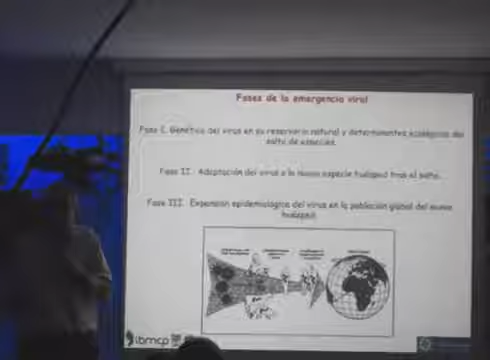 Fases de la emergencia viral
Fase I. Genética del virus en su reservorio natural y determinantes ecológicos del
salto de especies.
Fase II. Adaptación del virus a la nueva especie huésped tras el salto.
Fase III. Expansión epidemiológica del virus en la población global del nuevo
huésped.
ibmcp